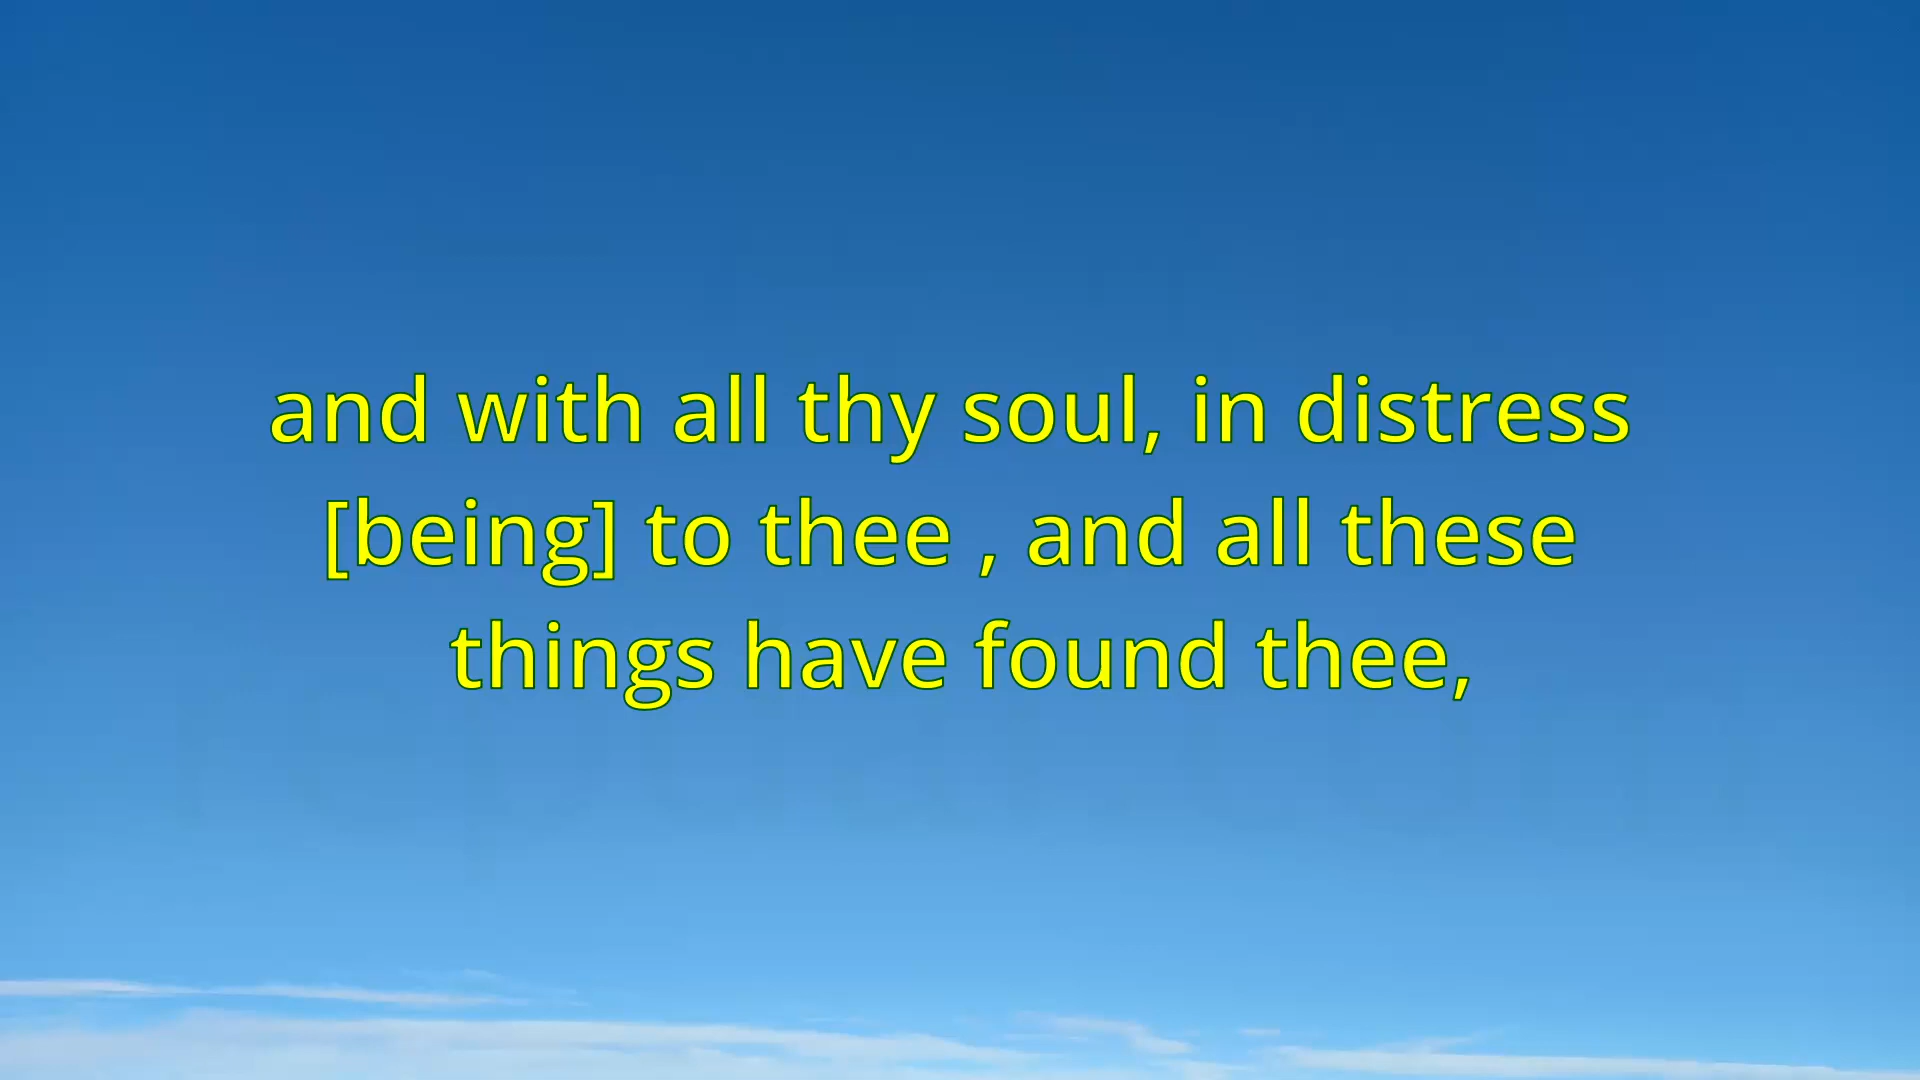 and with all thy soul, in distress
[being] to thee , and all these
things have found thee,